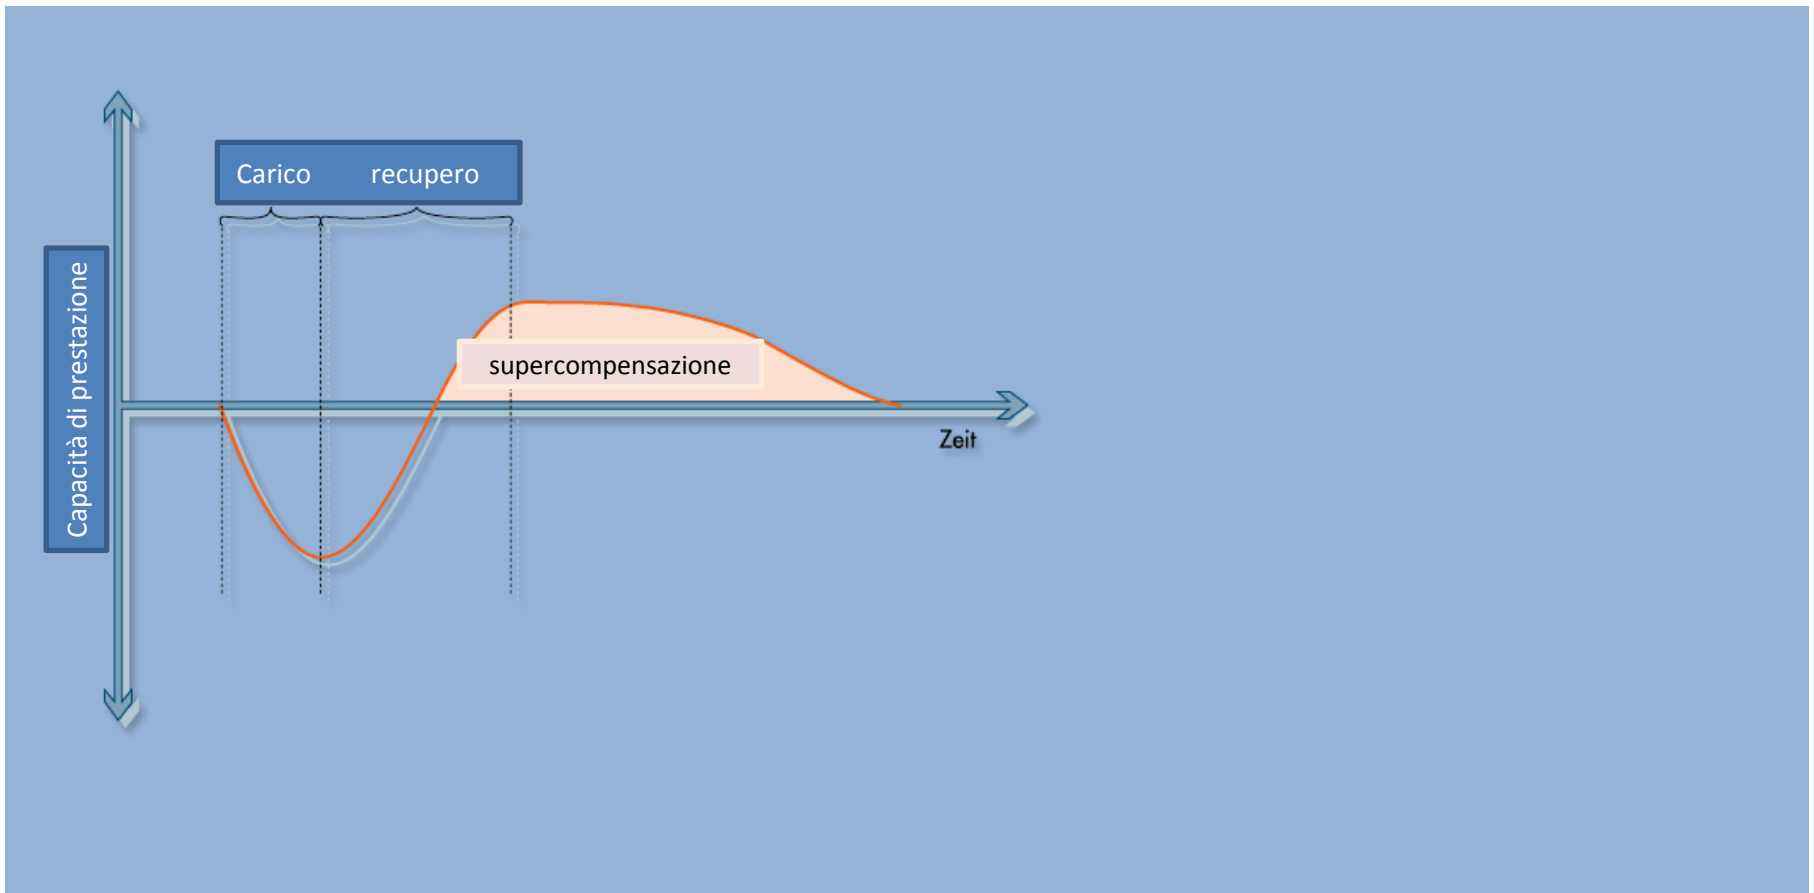 Carico recupero
Capacità di prestazione
supercompensazione
Zeit